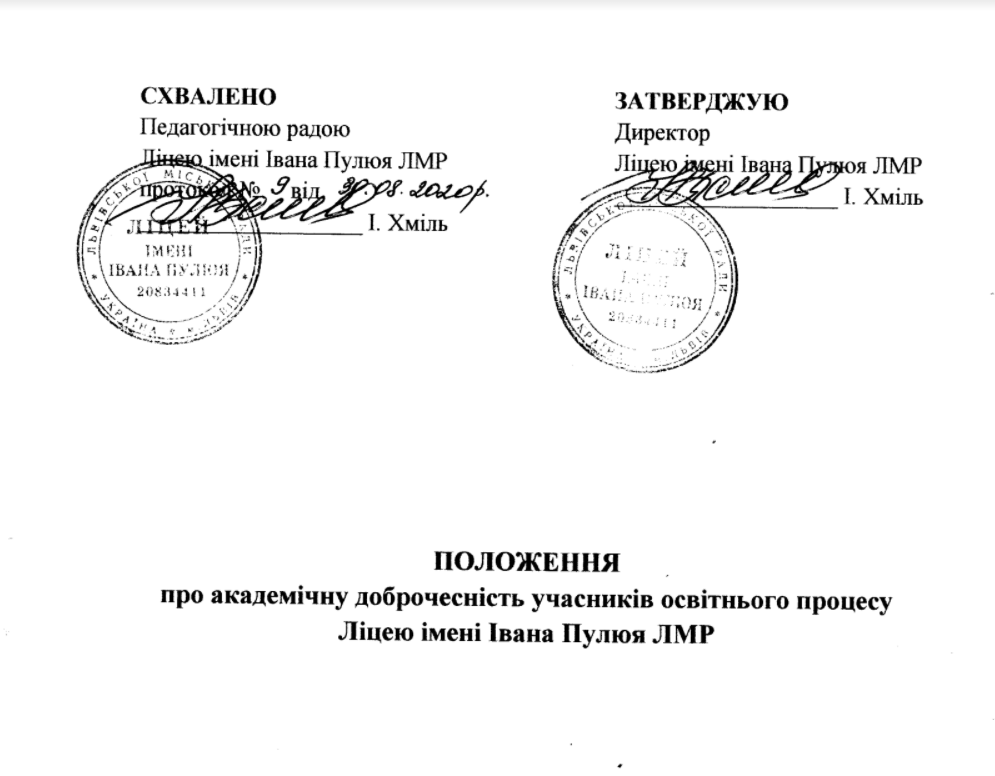 СХВАЛЕНО
Педагогічною радою
Ліцею імені Івана Пулюя ЛМР
протокол № 9 від 30.08.2020р.
І. Хміль
ЛЬВІВСЬКОЇ МІСЬКОЇ РАДИ
ЛІЦЕЙ
ІМЕНІ
ІВАНА ПУЛЮЯ
20834411
УКРАЇНА * м ЛЬВІВ
ЗАТВЕРДЖУЮ
Директор
Ліцею імені Івана Пулюя ЛМР
І. Хміль
ЛЬВІВСЬКОЇ МІСЬКОЇ РАДИ
ЛІЦЕЙ
ІМЕНІ
ІВАНА ПУЛЮЯ
20834411
УКРАЇНА * м ЛЬВІВ
ПОЛОЖЕННЯ
про академічну доброчесність учасників освітнього процесу
Ліцею імені Івана Пулюя ЛМР